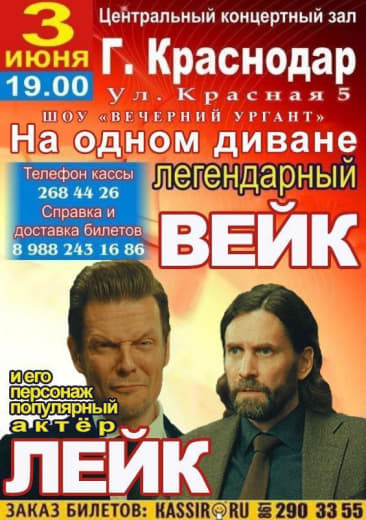 3
ИЮНЯ
19.00
Центральный концертный зал
Г. Краснодар
Ул. Красная 5
ШОУ «ВЕЧЕРНИЙ УРГАНТ»
На одном диване
Телефон кассы
268 44 26
Справка и
доставка билетов
8 988 243 16 86
легендарный
ВЕЙК
и его
персонаж
популярный
актёр
ЛЕЙК
ЗАКАЗ БИЛЕТОВ: KASSIR.RU 861 290 33 55